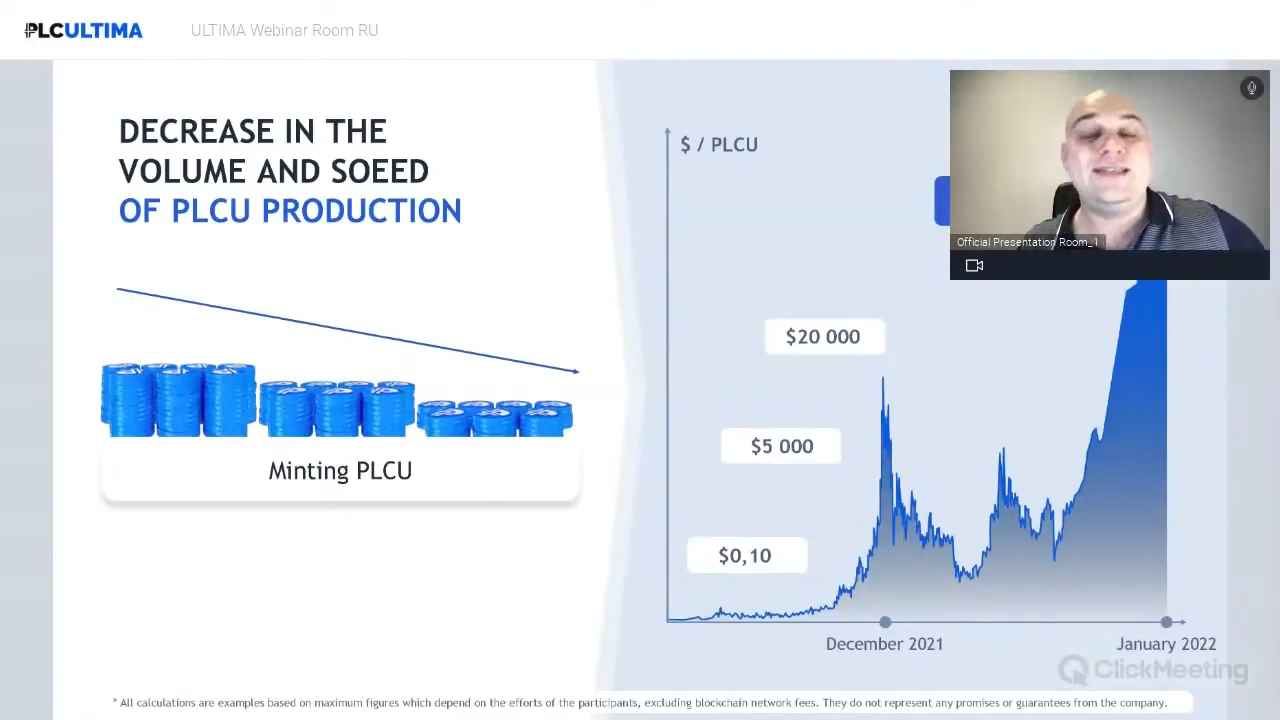 PLCULTIMA
ULTIMA Webinar Room RU
DECREASE IN THE
VOLUME AND SOEED
OF PLCU PRODUCTION
Minting PLCU
$ / PLCU
$20 000
$5 000
$0,10
December 2021
January 2022
Official Presentation Room_1
ClickMeeting
* All calculations are examples based on maximum figures which depend on the efforts of the participants, excluding blockchain network fees. They do not represent any promises or guarantees from the company.